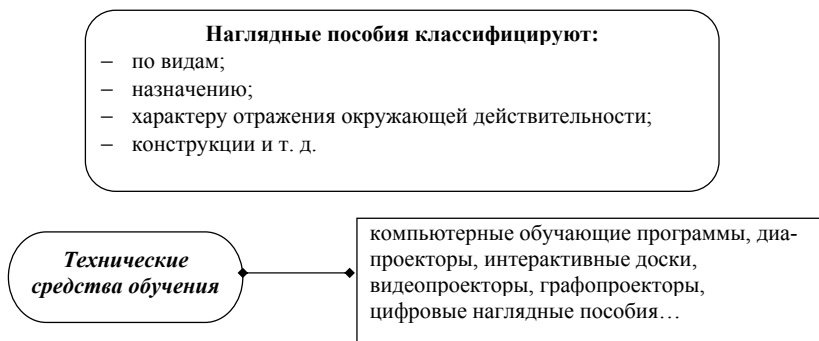 Наглядные пособия классифицируют:
− по видам;
− назначению;
− характеру отражения окружающей действительности;
− конструкции и т. д.
Технические
средства обучения
компьютерные обучающие программы, диа-
проекторы, интерактивные доски,
видеопроекторы, графопроекторы,
цифровые наглядные пособия…